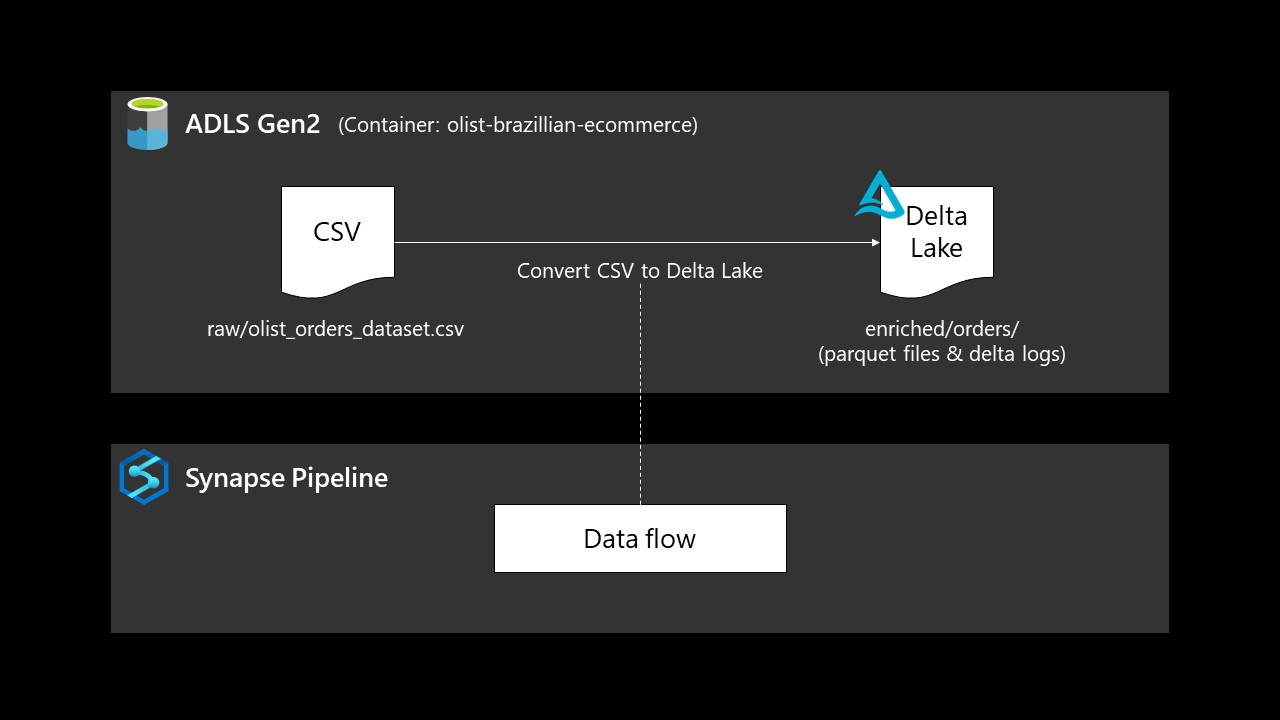 ADLS Gen2 (Container: olist-brazillian-ecommerce)
CSV
Delta
Lake
Convert CSV to Delta Lake
raw/olist_orders_dataset.csv
enriched/orders/
(parquet files & delta logs)
Synapse Pipeline
Data flow